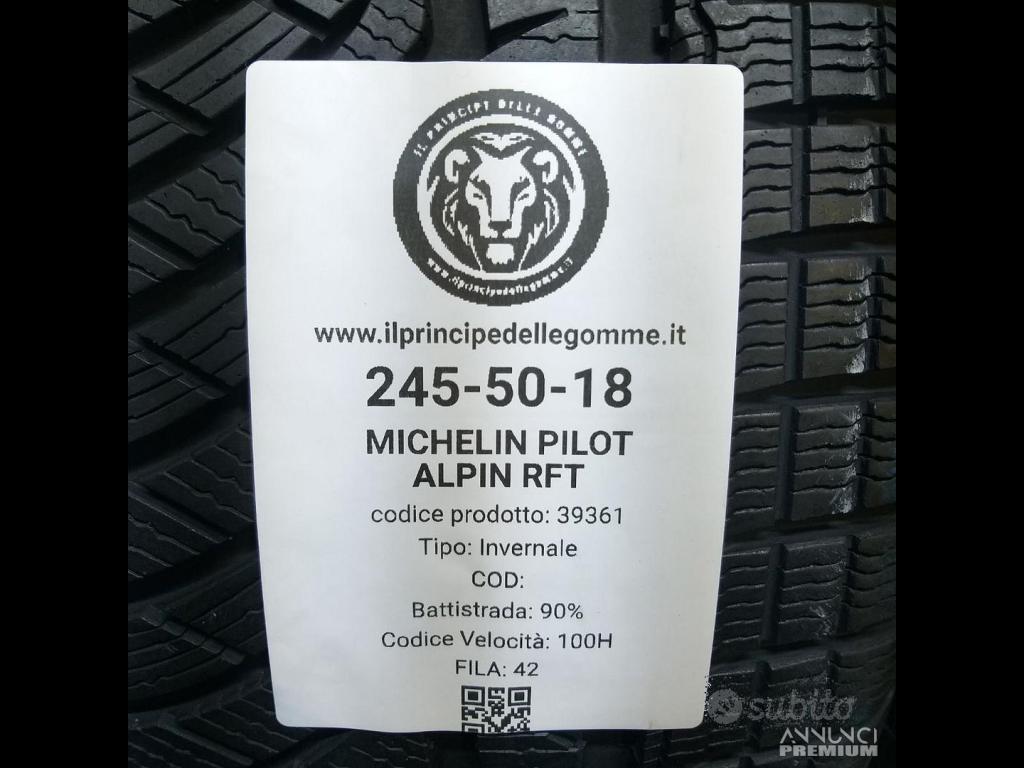 IL PRINCIPE DELLE GOMME
www.ilprincipedellegomme.it
www.ilprincipedellegomme.it
245-50-18
MICHELIN PILOT
ALPIN RFT
codice prodotto: 39361
Tipo: Invernale
COD:
Battistrada: 90%
Codice Velocità: 100H
FILA: 42
subito
ANNUNCI
PREMIUM